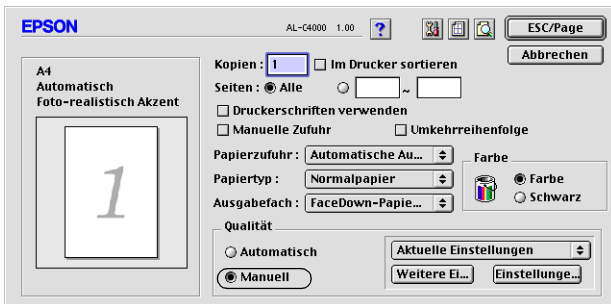 EPSON
AL-C4000 1.00
?
ESC/Page
Abbrechen
A4
Automatisch
Foto-realistisch Akzent
1
Kopien : 1
Im Drucker sortieren
Seiten : Alle ~
Druckerschriften verwenden
Manuelle Zufuhr
Umkehrreihenfolge
Papierzufuhr : Automatische Au...
Papiertyp : Normalpapier
Ausgabefach : FaceDown-Papie...
Farbe
Farbe
Schwarz
Qualität
Automatisch
Manuell
Aktuelle Einstellungen
Weitere Ei...
Einstellunge...